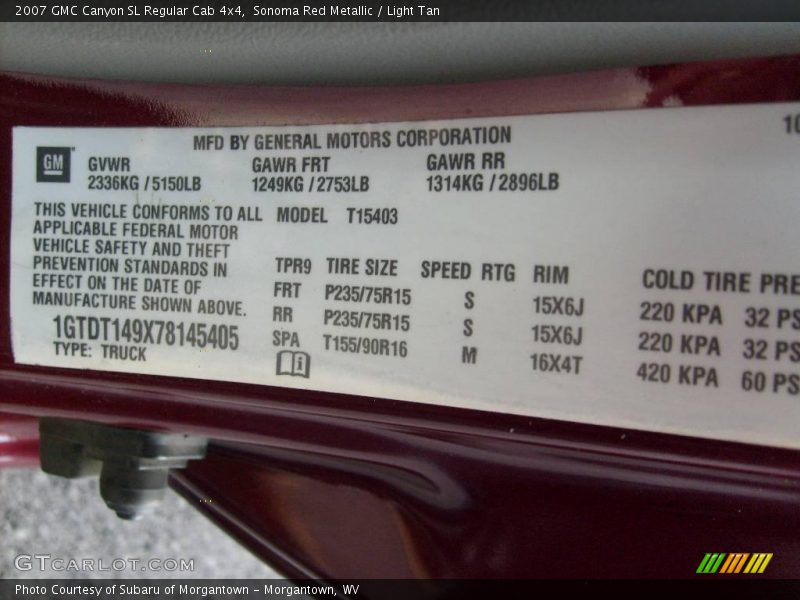 2007 GMC Canyon SL Regular Cab 4x4, Sonoma Red Metallic / Light Tan
10
MFD BY GENERAL MOTORS CORPORATION
GM
GVWR GAWR FRT GAWR RR
2336KG / 5150LB 1249KG / 2753LB 1314KG / 2896LB
THIS VEHICLE CONFORMS TO ALL
APPLICABLE FEDERAL MOTOR
VEHICLE SAFETY AND THEFT
PREVENTION STANDARDS IN
EFFECT ON THE DATE OF
MANUFACTURE SHOWN ABOVE.
1GTDT149X78145405
TYPE: TRUCK
MODEL T15403
TPR9 TIRE SIZE SPEED RTG RIM COLD TIRE PRE
FRT P235/75R15 S 15X6J 220 KPA 32 PS
RR P235/75R15 S 15X6J 220 KPA 32 PS
SPA T155/90R16 M 16X4T 420 KPA 60 PS
i
GTCARLOT.COM
Photo Courtesy of Subaru of Morgantown - Morgantown, WV